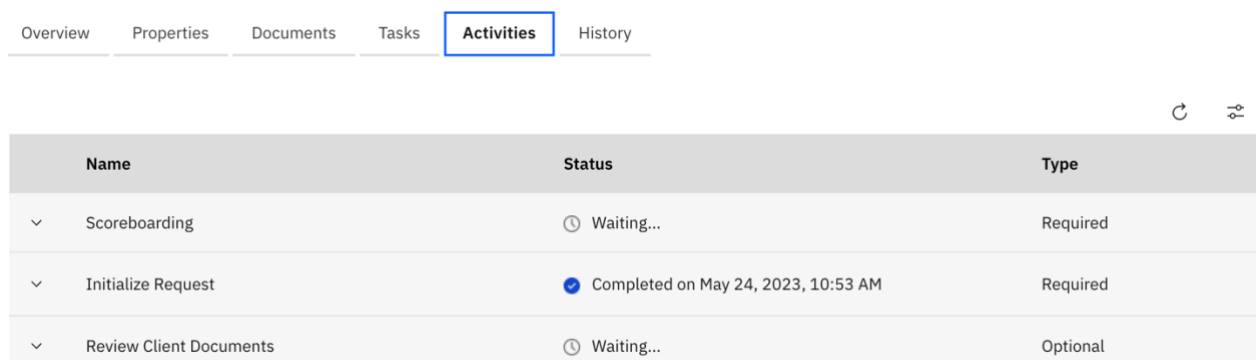 Overview Properties Documents Tasks Activities History
Name Status Type
Scoreboarding Waiting... Required
Initialize Request Completed on May 24, 2023, 10:53 AM Required
Review Client Documents Waiting... Optional